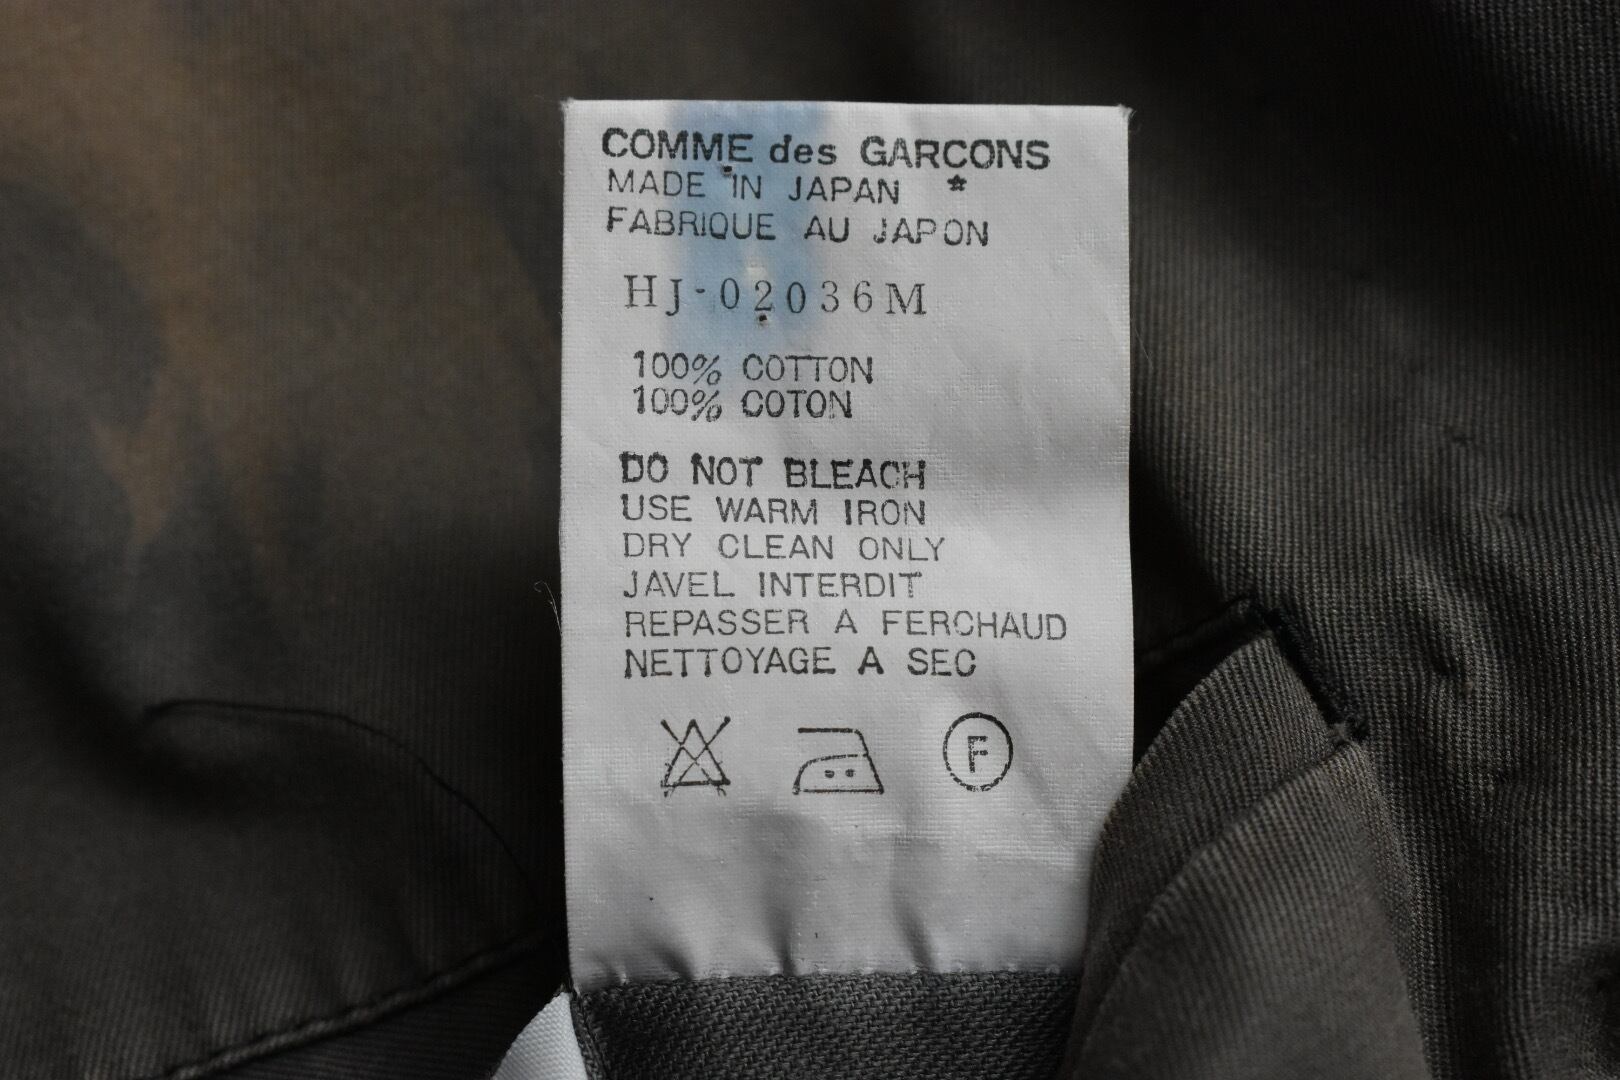 COMME des GARCONS
MADE IN JAPAN *
FABRIQUE AU JAPON
HJ-02036M
100% COTTON
100% COTON
DO NOT BLEACH
USE WARM IRON
DRY CLEAN ONLY
JAVEL INTERDIT
REPASSER A FERCHAUD
NETTOYAGE A SEC
F